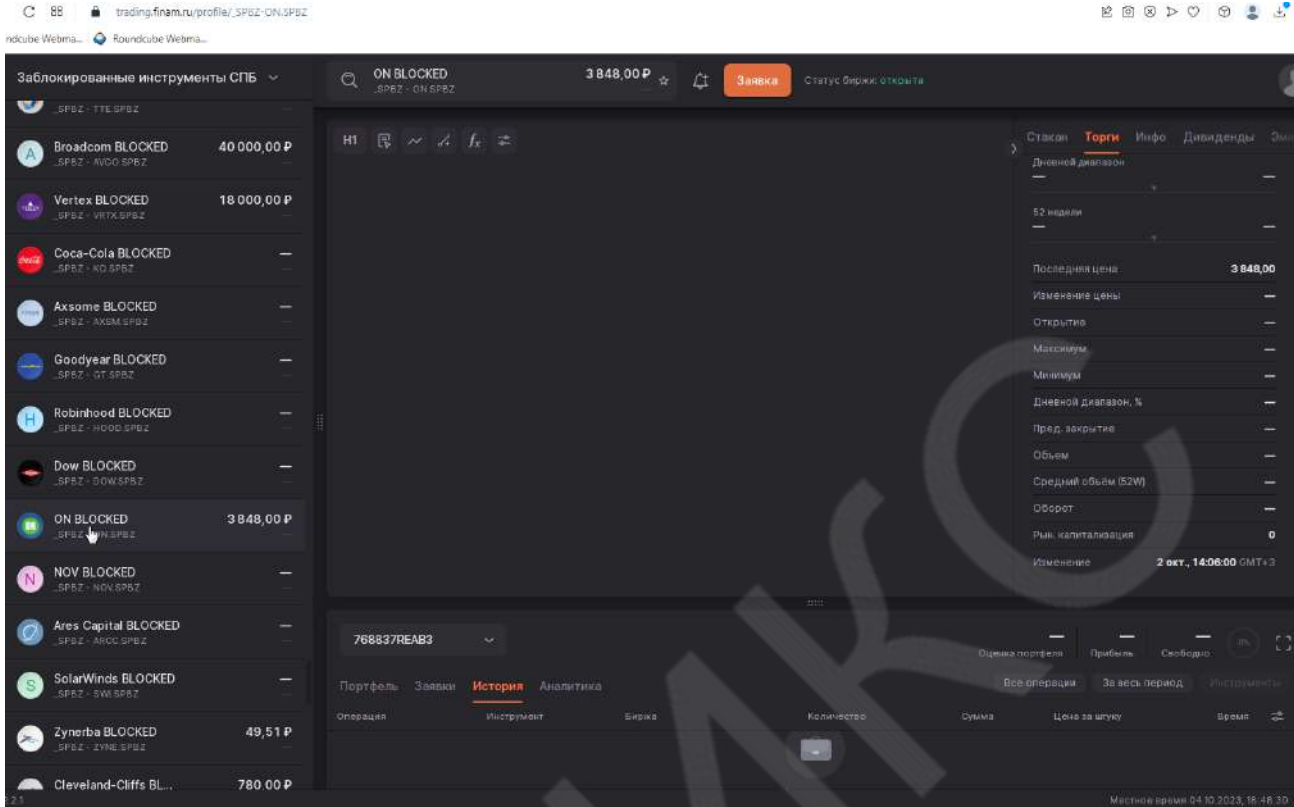 trading.finam.ru/profile/_SPBZ-ON.SPBZ
ndcube Webma... Roundcube Webma...
Заблокированные инструменты СПБ
ON BLOCKED 3 848,00 ₽
_SPBZ - ON.SPBZ
Заявка
Статус биржи: открыта
_SPBZ - TTE.SPBZ
Broadcom BLOCKED 40 000,00 ₽
_SPBZ - AVGO.SPBZ
Vertex BLOCKED 18 000,00 ₽
_SPBZ - VRTX.SPBZ
Coca-Cola BLOCKED —
_SPBZ - KO.SPBZ
Axsome BLOCKED —
_SPBZ - AXSM.SPBZ
Goodyear BLOCKED —
_SPBZ - GT.SPBZ
H Robinhood BLOCKED —
_SPBZ - HOOD.SPBZ
Dow BLOCKED —
_SPBZ - DOW.SPBZ
ON BLOCKED 3 848,00 ₽
N NOV BLOCKED —
_SPBZ - NOV.SPBZ
Ares Capital BLOCKED —
_SPBZ - ARCC.SPBZ
S SolarWinds BLOCKED —
_SPBZ - SWI.SPBZ
Zynerba BLOCKED 49,51 ₽
_SPBZ - ZYNE.SPBZ
Cleveland-Cliffs BL... 780,00 ₽
H1
Стакан Торги Инфо Дивиденды
Дневной диапазон
— —
52 недели
— —
Последняя цена 3 848,00
Изменение цены —
Открытие —
Максимум —
Минимум —
Дневной диапазон, % —
Пред. закрытие —
Объем —
Средний объём (52W) —
Оборот —
Рын. капитализация 0
Изменение 2 окт., 14:06:00 GMT+3
768837REAB3
Оценка портфеля Прибыль Свободно
Портфель Заявки История Аналитика
Все операции За весь период Инструменты
Операция Инструмент Биржа Количество Сумма Цена за штуку Время
Местное время 04.10.2023, 18:48:30